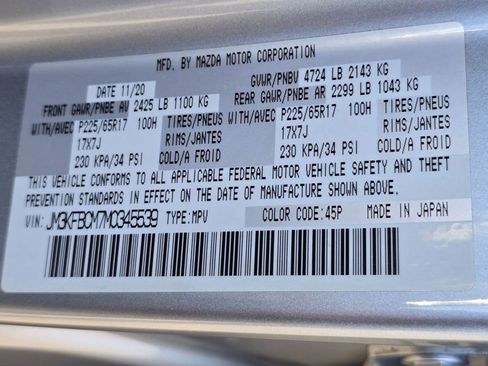 MFD. BY MAZDA MOTOR CORPORATION
DATE 11/20 GVWR/PNBV 4724 LB 2143 KG
FRONT GAWR/PNBE AV 2425 LB 1100 KG REAR GAWR/PNBE AR 2299 LB 1043 KG
WITH/AVEC P225/65R17 100H TIRES/PNEUS WITH/AVEC P225/65R17 100H TIRES/PNEUS
17X7J RIMS/JANTES 17X7J RIMS/JANTES
230 KPA/34 PSI COLD/A FROID 230 KPA/34 PSI COLD/A FROID
THIS VEHICLE CONFORMS TO ALL APPLICABLE FEDERAL MOTOR VEHICLE SAFETY AND THEFT
PREVENTION STANDARDS IN EFFECT ON THE DATE OF MANUFACTURE SHOWN ABOVE.
VIN: JM3KFBCM7M0345539 TYPE:MPV COLOR CODE:45P MADE IN JAPAN